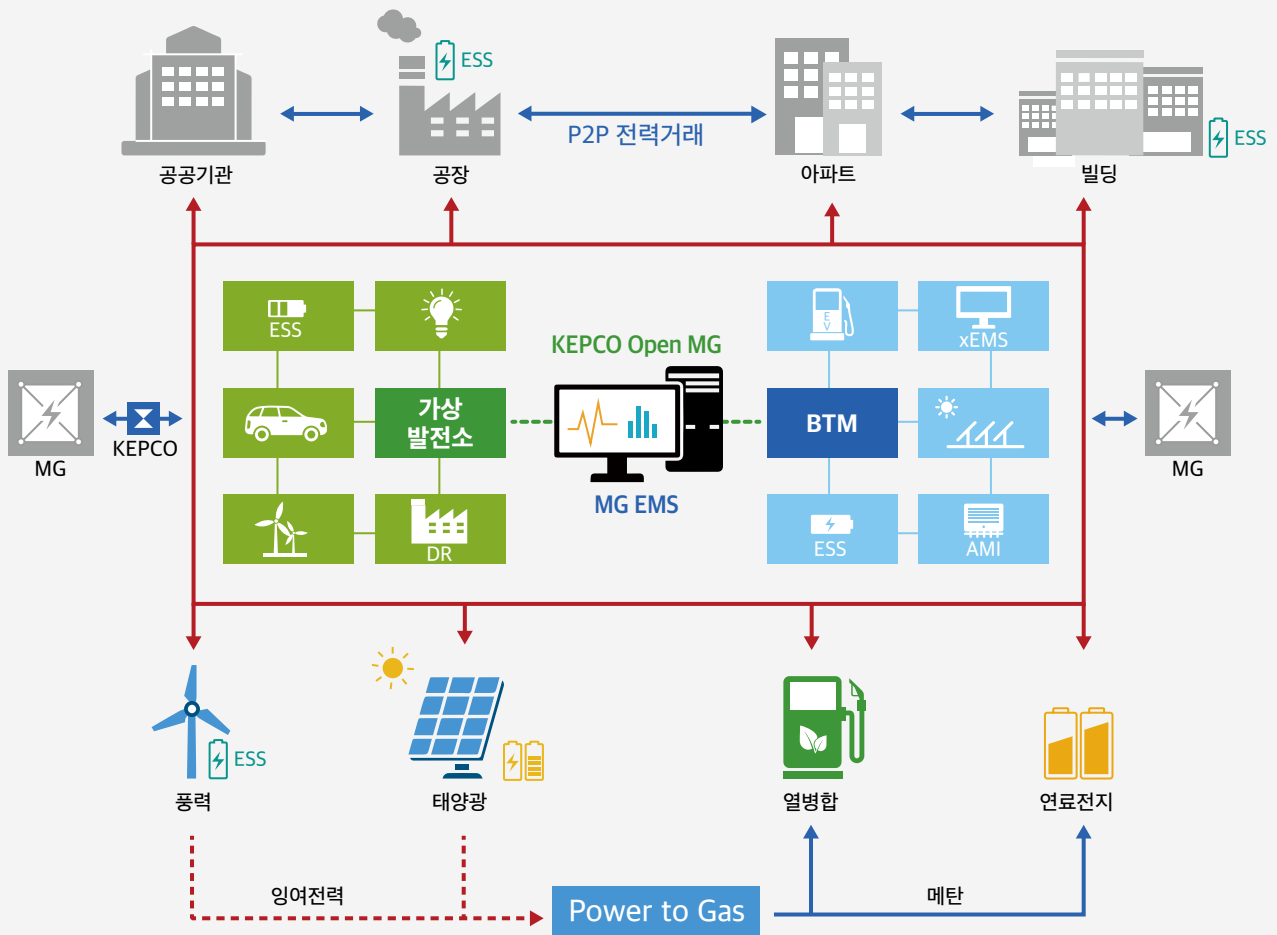 ESS
P2P 전력거래
ESS
공공기관
공장
아파트
빌딩
ESS
KEPCO Open MG
E
V
xEMS
가상
발전소
BTM
KEPCO
MG
MG
MG EMS
DR
ESS
AMI
ESS
풍력
태양광
열병합
연료전지
잉여전력
Power to Gas
메탄